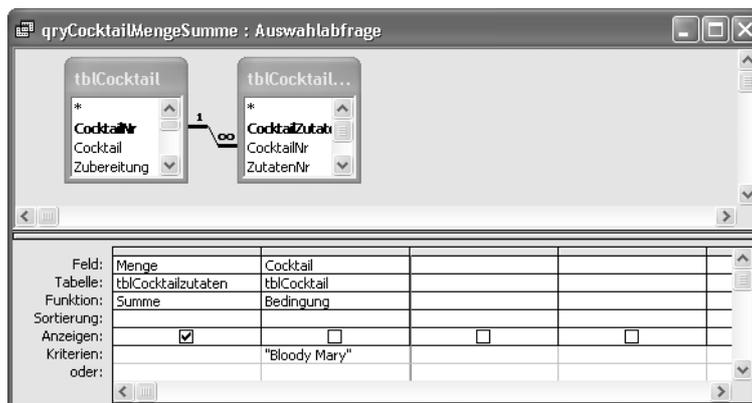 qryCocktailMengeSumme : Auswahlabfrage
tblCocktail
*
CocktailNr
Cocktail
Zubereitung
1
∞
tblCocktail...
*
CocktailZutate
CocktailNr
ZutatenNr
Feld: Menge Cocktail
Tabelle: tblCocktailzutaten tblCocktail
Funktion: Summe Bedingung
Sortierung:
Anzeigen:
Kriterien: "Bloody Mary"
oder: